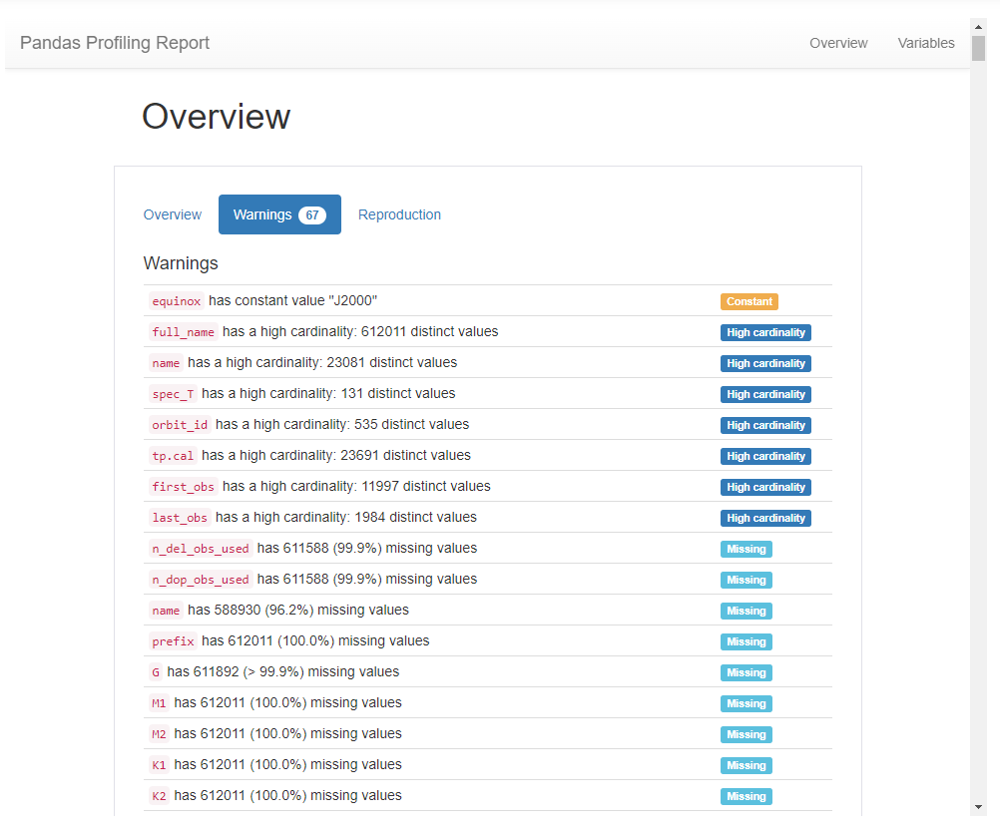 Pandas Profiling Report Overview Variables
Overview
Overview Warnings 67 Reproduction
Warnings
equinox has constant value "J2000" Constant
full_name has a high cardinality: 612011 distinct values High cardinality
name has a high cardinality: 23081 distinct values High cardinality
spec_T has a high cardinality: 131 distinct values High cardinality
orbit_id has a high cardinality: 535 distinct values High cardinality
tp.cal has a high cardinality: 23691 distinct values High cardinality
first_obs has a high cardinality: 11997 distinct values High cardinality
last_obs has a high cardinality: 1984 distinct values High cardinality
n_del_obs_used has 611588 (99.9%) missing values Missing
n_dop_obs_used has 611588 (99.9%) missing values Missing
name has 588930 (96.2%) missing values Missing
prefix has 612011 (100.0%) missing values Missing
G has 611892 (> 99.9%) missing values Missing
M1 has 612011 (100.0%) missing values Missing
M2 has 612011 (100.0%) missing values Missing
K1 has 612011 (100.0%) missing values Missing
K2 has 612011 (100.0%) missing values Missing